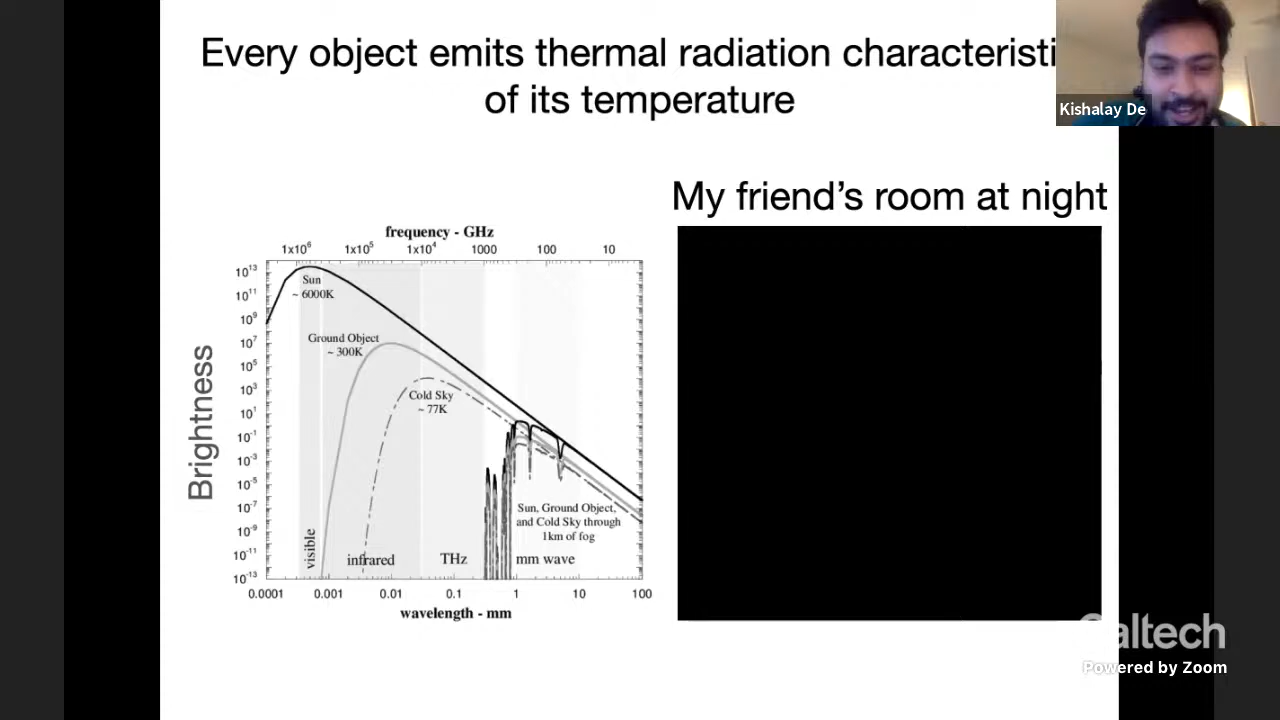 Every object emits thermal radiation characteristi
of its temperature
Kishalay De
My friend's room at night
frequency - GHz
1x10⁶ 1x10⁵ 1x10⁴ 1000 100 10
10¹³
10¹¹
10⁹
10⁷
10⁵
10³
10¹
10⁻¹
10⁻³
10⁻⁵
10⁻⁷
10⁻⁹
10⁻¹¹
10⁻¹³
Brightness
Sun
~ 6000K
Ground Object
~ 300K
Cold Sky
~ 77K
Sun, Ground Object,
and Cold Sky through
1km of fog
visible
infrared
THz
mm wave
0.0001 0.001 0.01 0.1 1 10 100
wavelength - mm
Caltech
Powered by Zoom